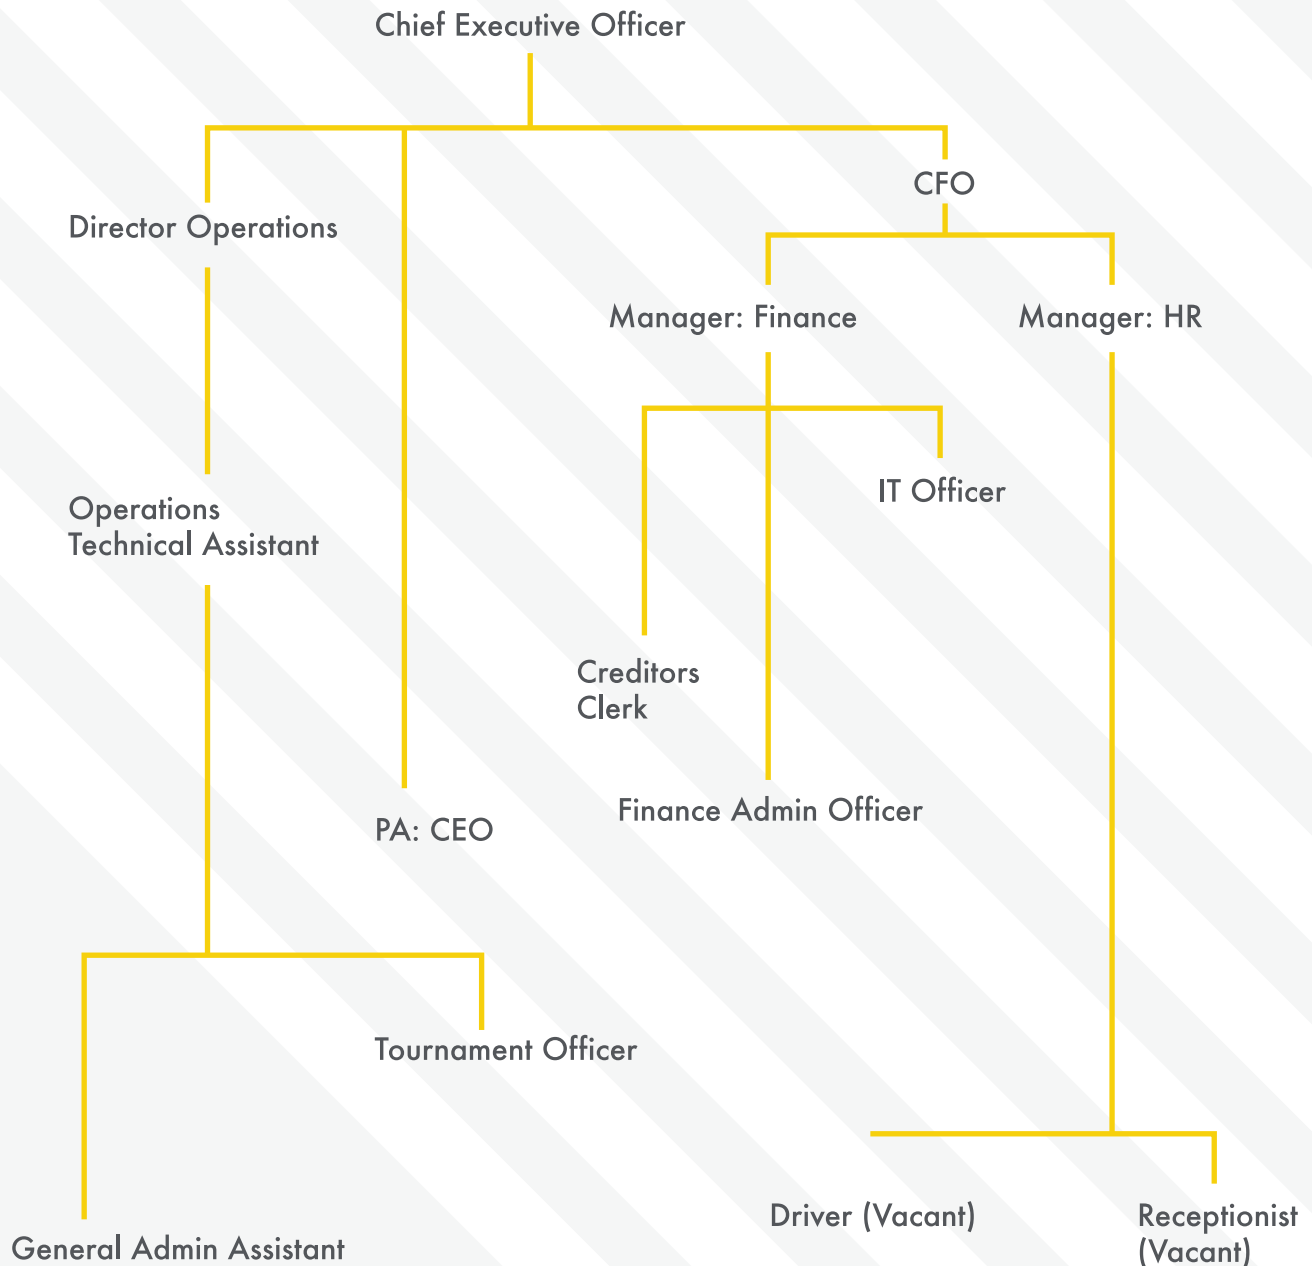 Chief Executive Officer
CFO
Director Operations
Manager: Finance
Manager: HR
IT Officer
Operations
Technical Assistant
Creditors
Clerk
Finance Admin Officer
PA: CEO
Tournament Officer
Driver (Vacant)
Receptionist
(Vacant)
General Admin Assistant